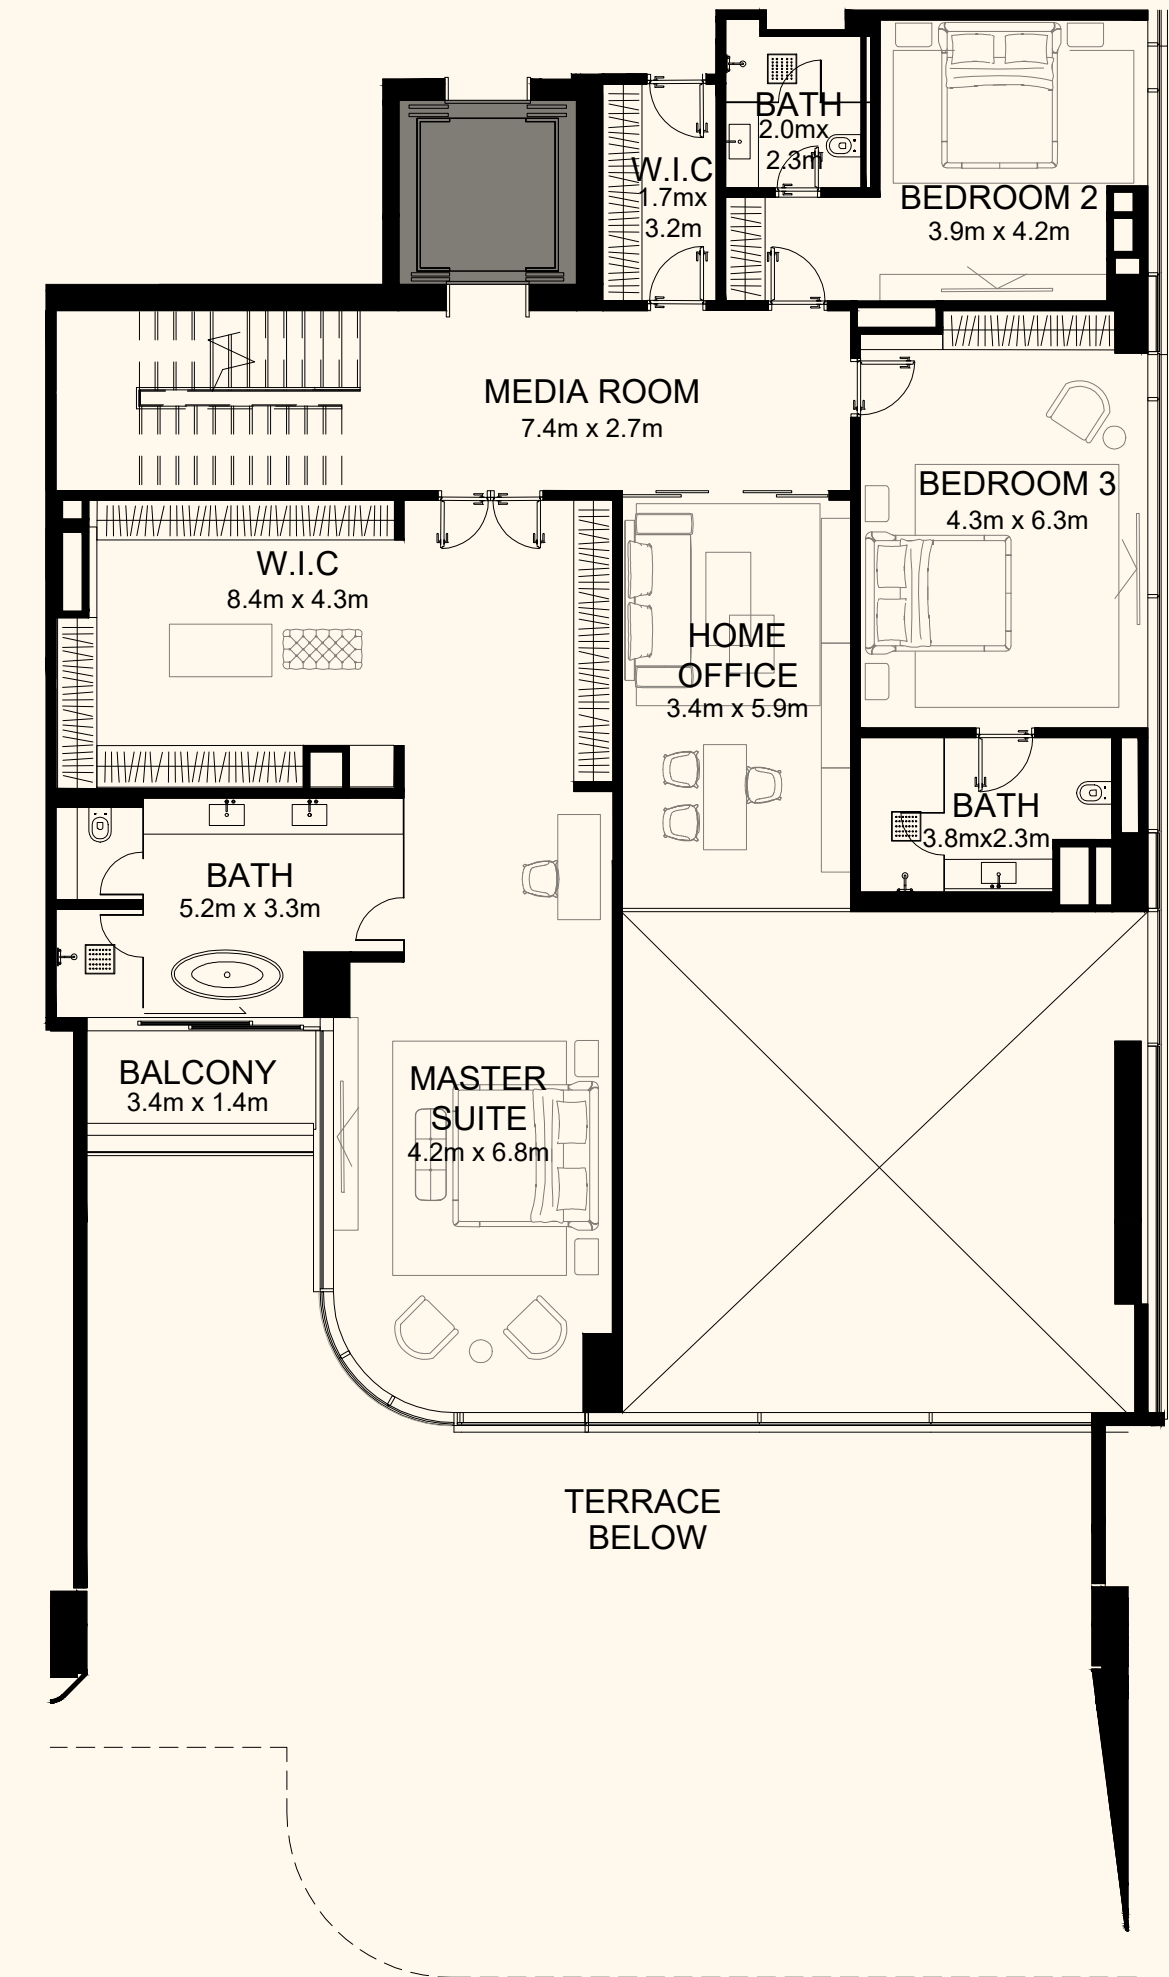 BATH
2.0mx
2.3m
W.I.C
1.7mx
3.2m
BEDROOM 2
3.9m x 4.2m
MEDIA ROOM
7.4m x 2.7m
BEDROOM 3
4.3m x 6.3m
W.I.C
8.4m x 4.3m
HOME
OFFICE
3.4m x 5.9m
BATH
3.8mx2.3m
BATH
5.2m x 3.3m
BALCONY
3.4m x 1.4m
MASTER
SUITE
4.2m x 6.8m
TERRACE
BELOW